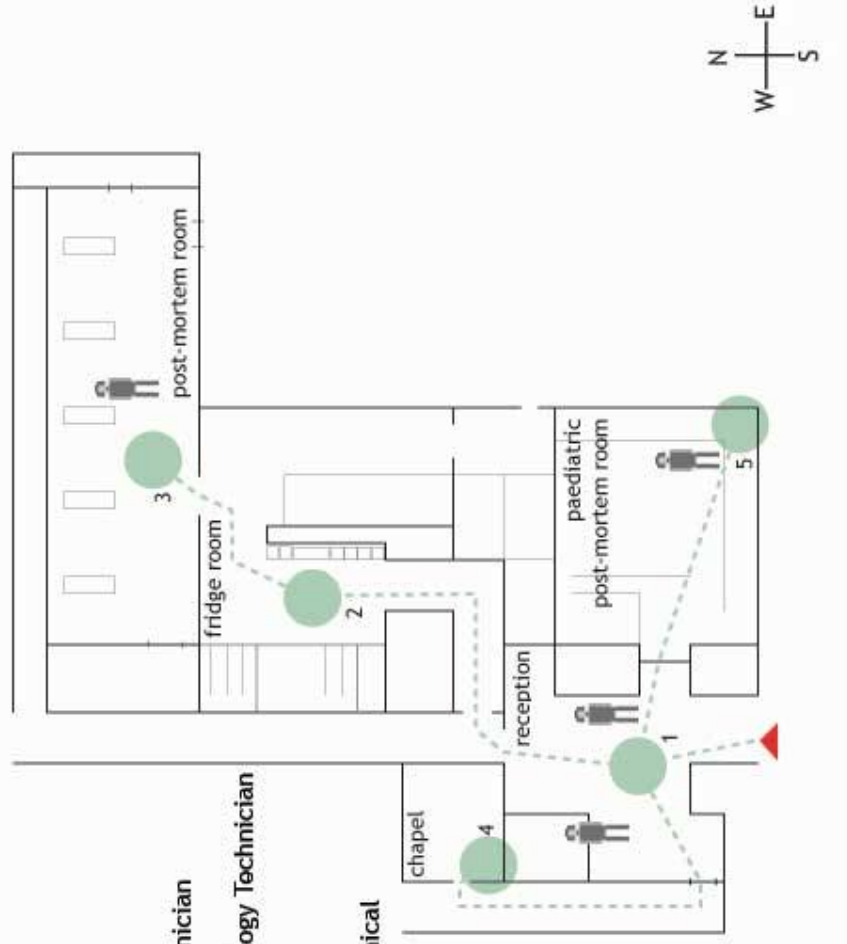 N
W
E
S
post-mortem room
3
fridge room
2
paediatric
post-mortem room
5
reception
1
chapel
4
nician
ogy Technician
ical